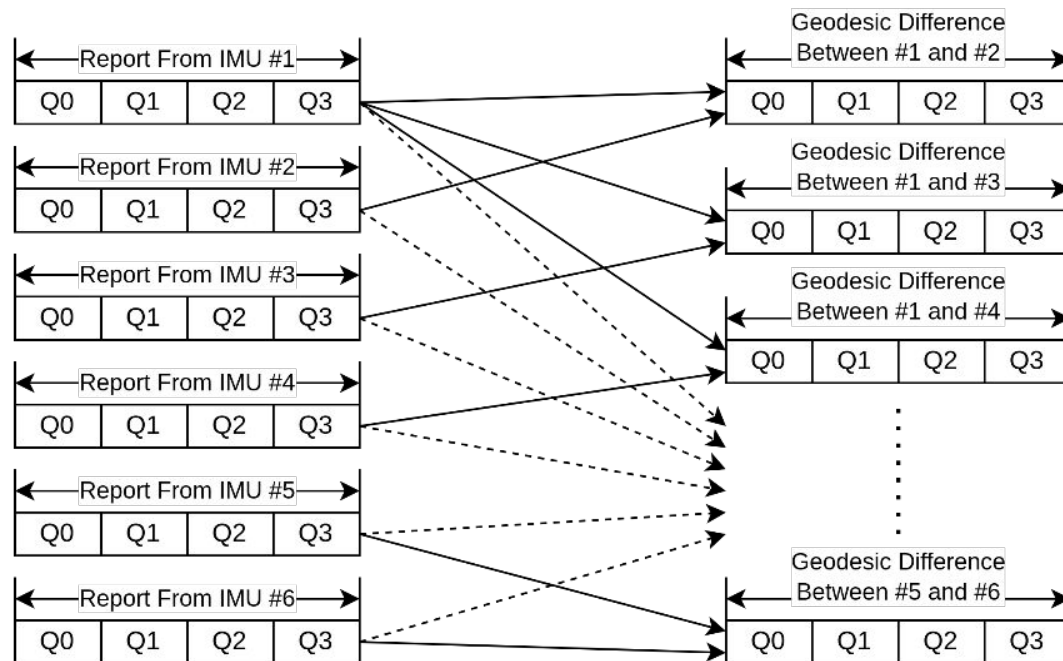 Report From IMU #1
Q0 Q1 Q2 Q3
Report From IMU #2
Q0 Q1 Q2 Q3
Report From IMU #3
Q0 Q1 Q2 Q3
Report From IMU #4
Q0 Q1 Q2 Q3
Report From IMU #5
Q0 Q1 Q2 Q3
Report From IMU #6
Q0 Q1 Q2 Q3
Geodesic Difference
Between #1 and #2
Q0 Q1 Q2 Q3
Geodesic Difference
Between #1 and #3
Q0 Q1 Q2 Q3
Geodesic Difference
Between #1 and #4
Q0 Q1 Q2 Q3
Geodesic Difference
Between #5 and #6
Q0 Q1 Q2 Q3